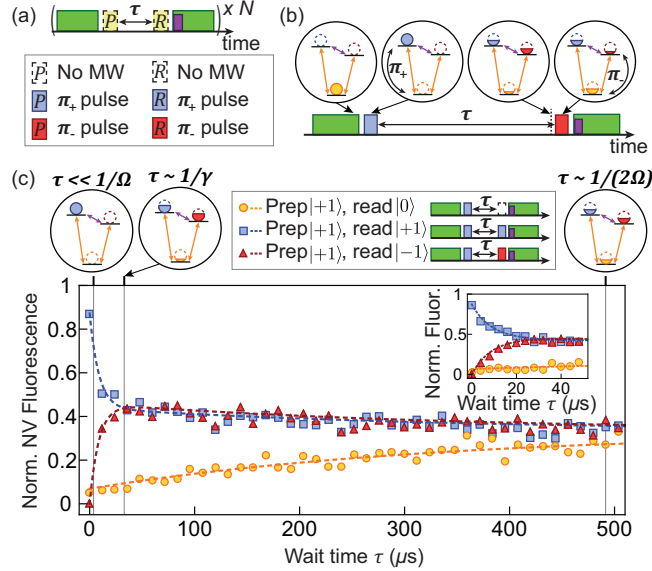 (a)
P τ R
× N
time
P No MW R No MW
P π₊ pulse R π₊ pulse
P π₋ pulse R π₋ pulse
(b)
π₊ π₋
τ
time
(c)
τ << 1/Ω τ ~ 1/γ τ ~ 1/(2Ω)
Prep|+1⟩, read|0⟩ τ
Prep|+1⟩, read|+1⟩ τ
Prep|+1⟩, read|−1⟩ τ
Norm. NV Fluorescence
1
0.8
0.6
0.4
0.2
0
0 100 200 300 400 500
Wait time τ (μs)
Norm. Fluor.
1
0.5
0
0 20 40
Wait time τ (μs)